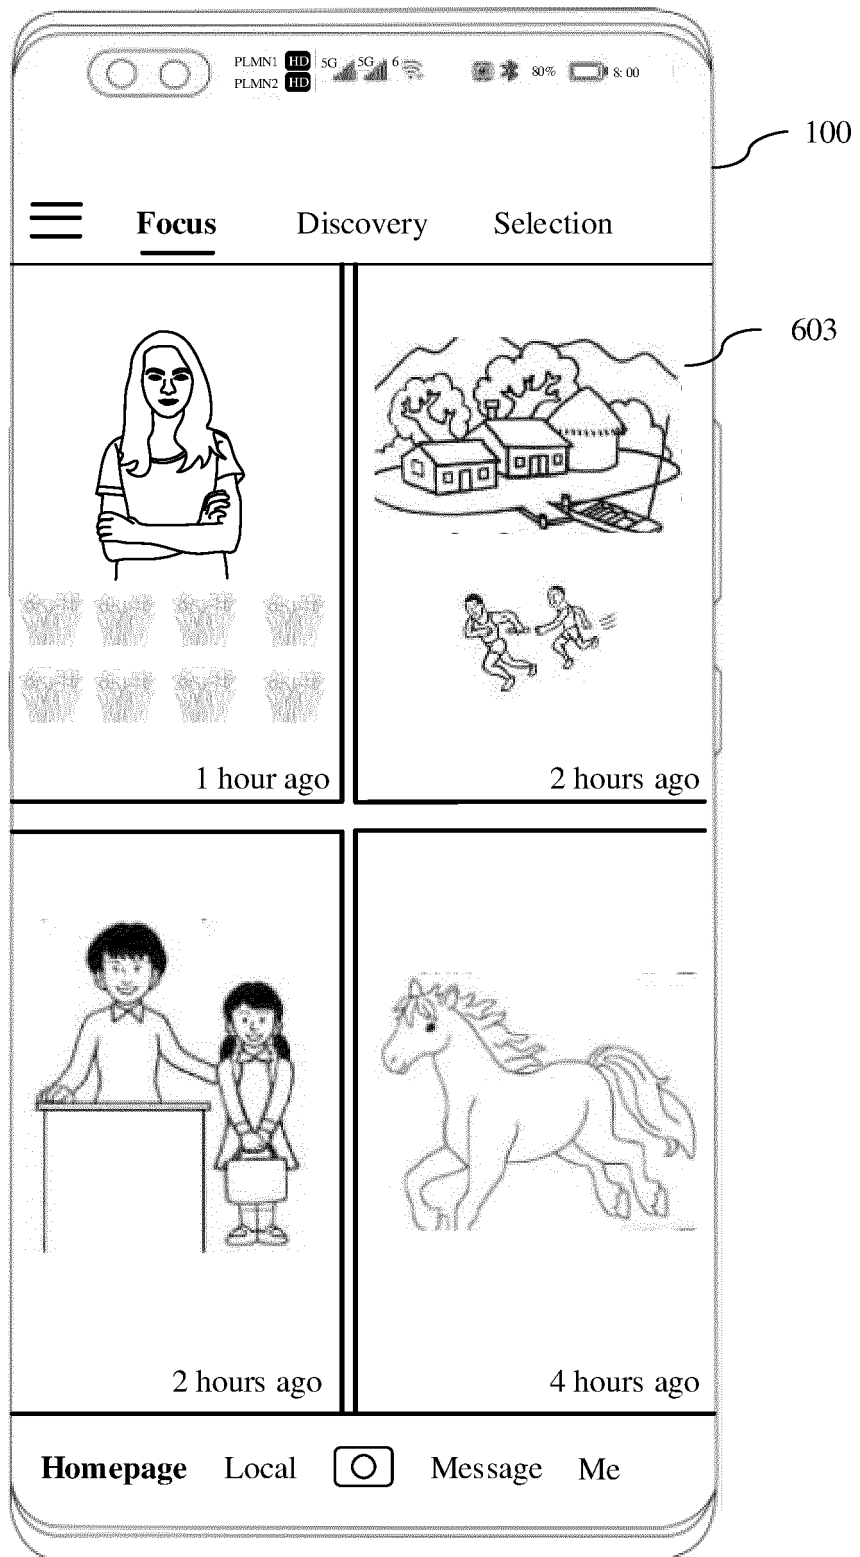 PLMN1 HD 5G 5G 6 80% 8:00
PLMN2 HD
100
Focus Discovery Selection
603
1 hour ago 2 hours ago
2 hours ago 4 hours ago
Homepage Local Message Me